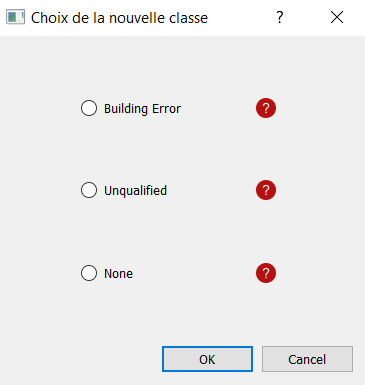 Choix de la nouvelle classe ?
Building Error ?
Unqualified ?
None ?
OK Cancel